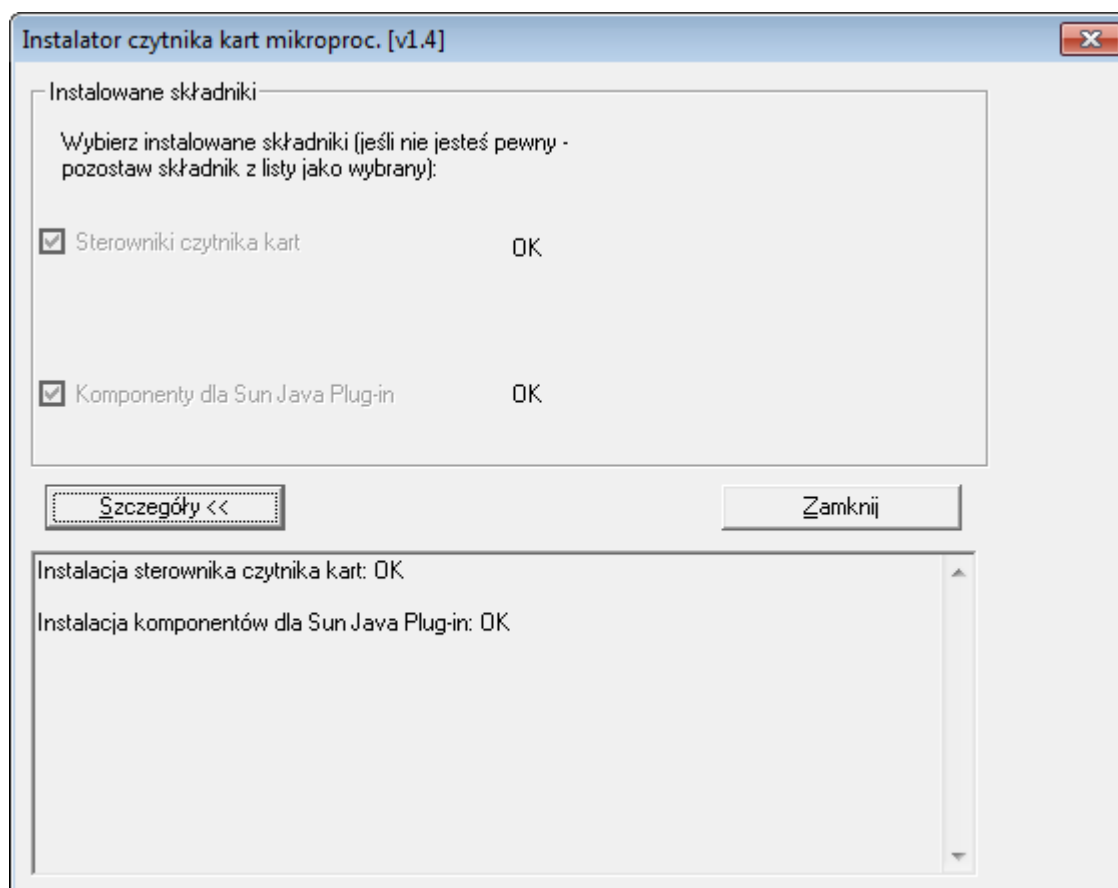 Instalator czytnika kart mikroproc. [v1.4]
Instalowane składniki
Wybierz instalowane składniki (jeśli nie jesteś pewny -
pozostaw składnik z listy jako wybrany):
Sterowniki czytnika kart OK
Komponenty dla Sun Java Plug-in OK
Szczegóły << Zamknij
Instalacja sterownika czytnika kart: OK
Instalacja komponentów dla Sun Java Plug-in: OK